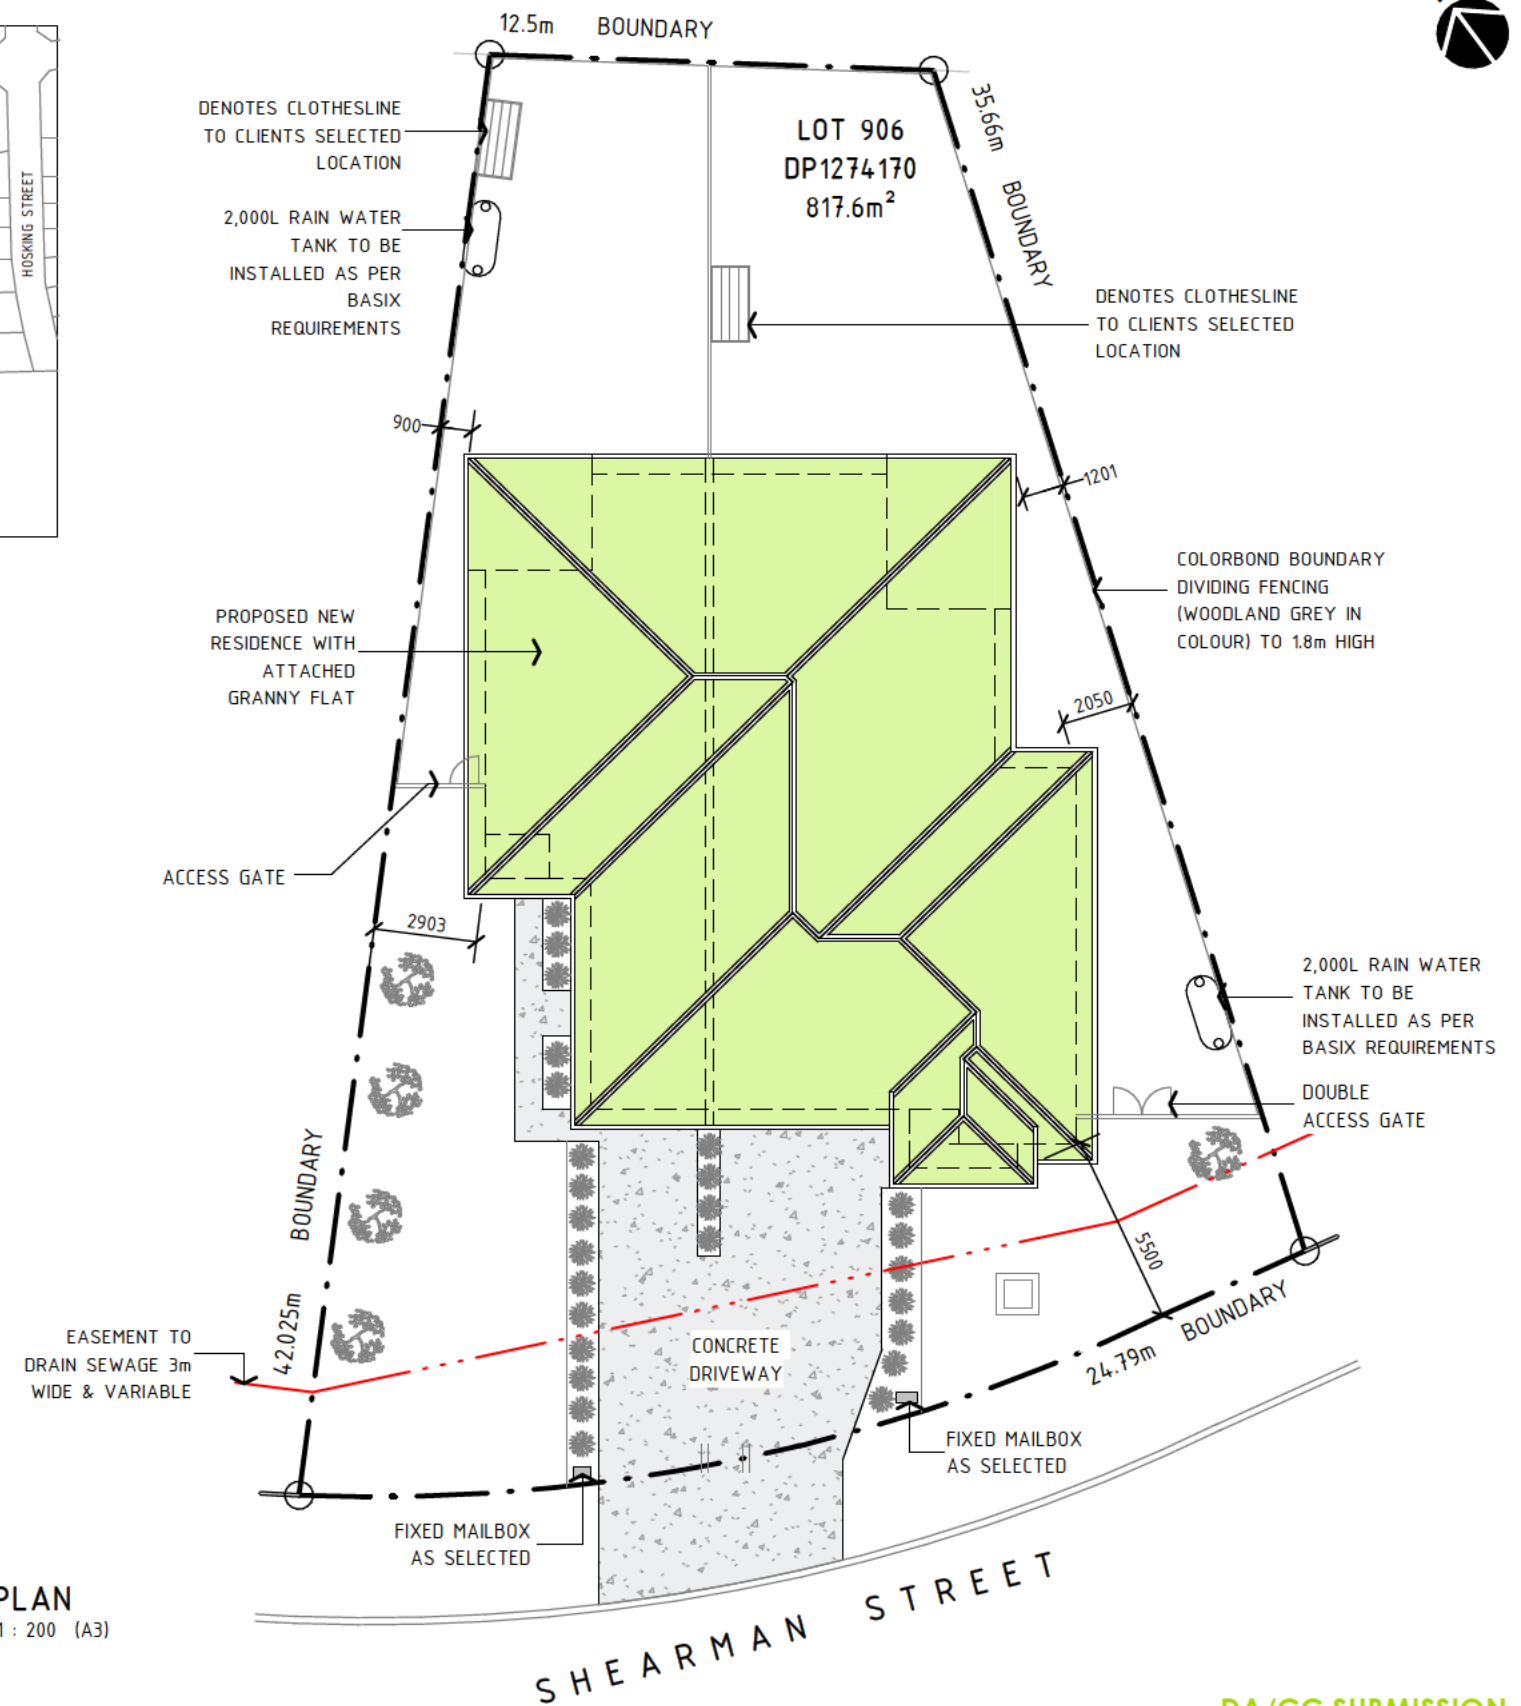 12.5m BOUNDARY
DENOTES CLOTHESLINE
TO CLIENTS SELECTED
LOCATION
35.66m BOUNDARY
LOT 906
DP1274170
817.6m²
HOSKING STREET
2,000L RAIN WATER
TANK TO BE
INSTALLED AS PER
BASIX
REQUIREMENTS
DENOTES CLOTHESLINE
TO CLIENTS SELECTED
LOCATION
900
1201
COLORBOND BOUNDARY
DIVIDING FENCING
(WOODLAND GREY IN
COLOUR) TO 1.8m HIGH
PROPOSED NEW
RESIDENCE WITH
ATTACHED
GRANNY FLAT
2050
ACCESS GATE
2903
2,000L RAIN WATER
TANK TO BE
INSTALLED AS PER
BASIX REQUIREMENTS
DOUBLE
ACCESS GATE
42.025m BOUNDARY
5500
EASEMENT TO
DRAIN SEWAGE 3m
WIDE & VARIABLE
CONCRETE
DRIVEWAY
24.79m BOUNDARY
FIXED MAILBOX
AS SELECTED
FIXED MAILBOX
AS SELECTED
PLAN
1 : 200 (A3)
SHEARMAN STREET
DA/CC SUBMISSION